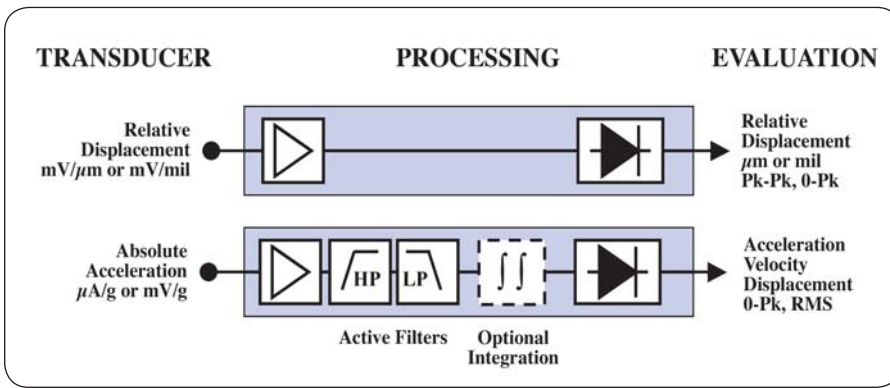 TRANSDUCER PROCESSING EVALUATION
Relative
Displacement
mV/µm or mV/mil
Relative
Displacement
µm or mil
Pk-Pk, 0-Pk
Absolute
Acceleration
µA/g or mV/g
HP LP ∫∫
Acceleration
Velocity
Displacement
0-Pk, RMS
Active Filters
Optional
Integration